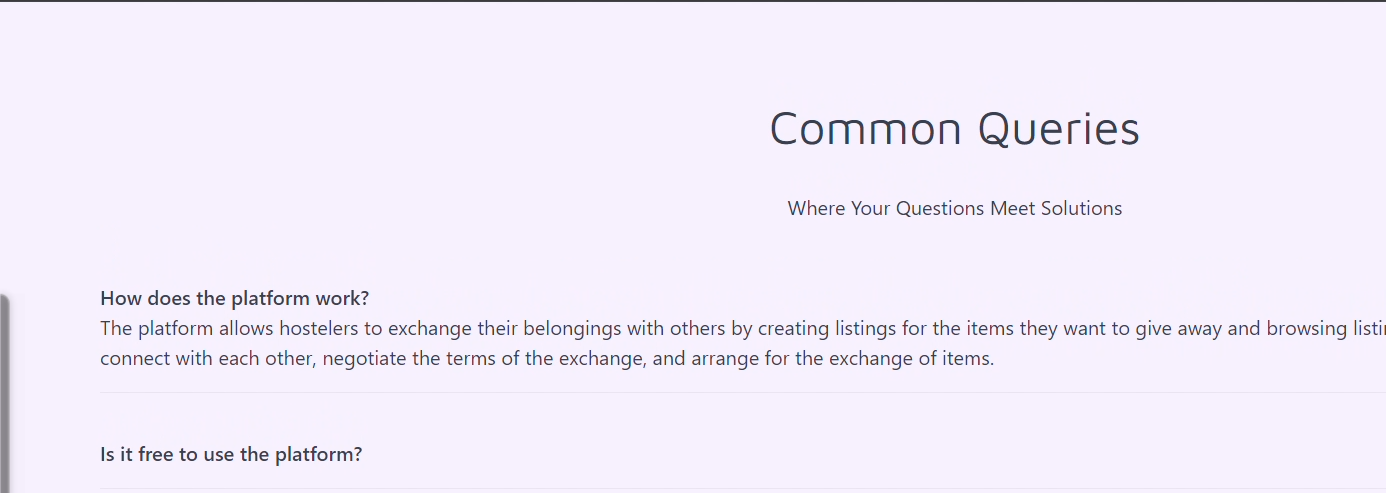 Common Queries
Where Your Questions Meet Solutions
How does the platform work?
The platform allows hostelers to exchange their belongings with others by creating listings for the items they want to give away and browsing
connect with each other, negotiate the terms of the exchange, and arrange for the exchange of items.
Is it free to use the platform?